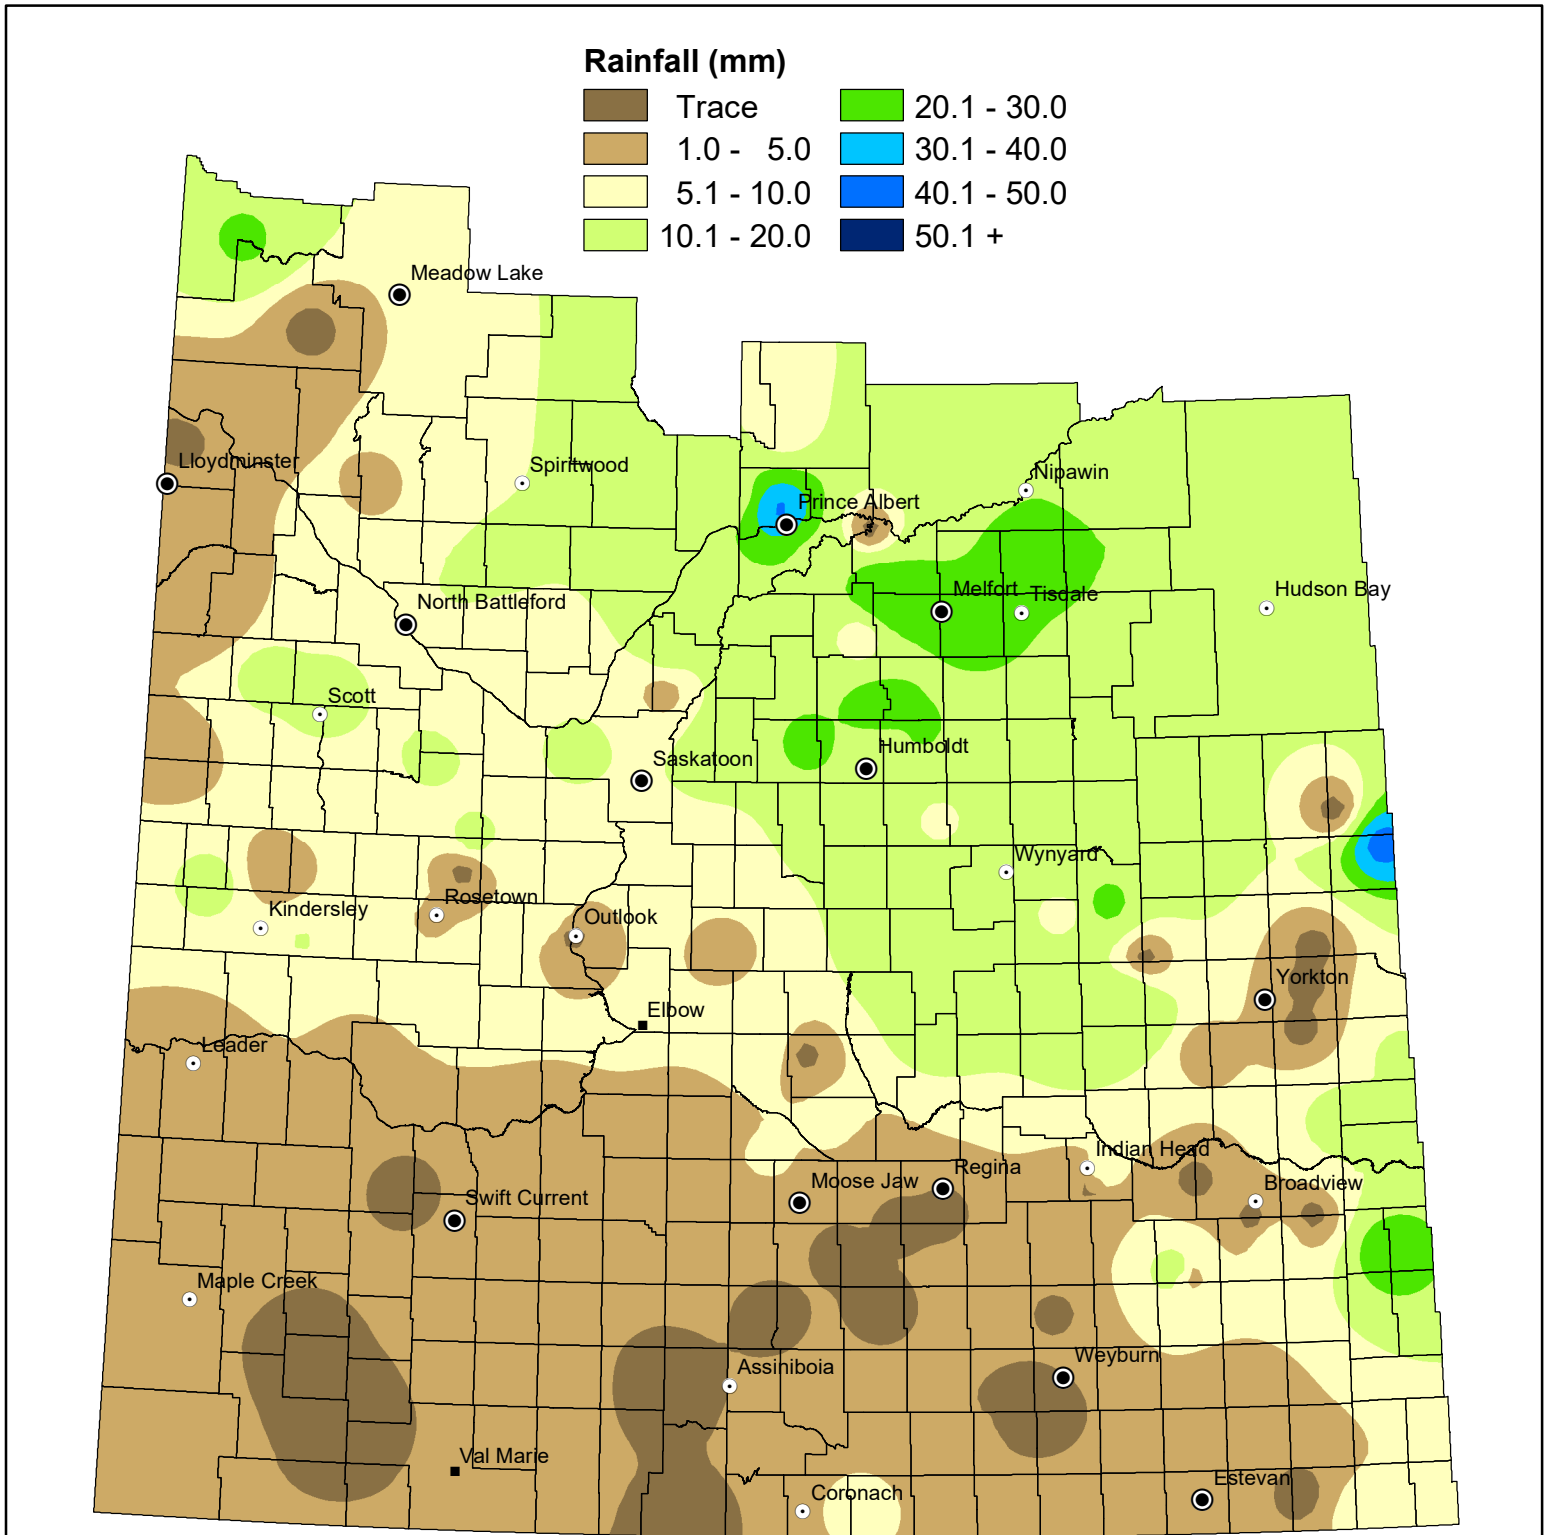 Rainfall (mm)
Trace
20.1 - 30.0
1.0 - 5.0
30.1 - 40.0
5.1 - 10.0
40.1 - 50.0
10.1 - 20.0
50.1 +
Meadow Lake
Lloydminster
Spiritwood
Nipawin
Prince Albert
Melfort
Tisdale
Hudson Bay
North Battleford
Scott
Saskatoon
Humboldt
Wynyard
Kindersley
Rosetown
Outlook
Yorkton
Elbow
Leader
Indian Head
Regina
Moose Jaw
Broadview
Swift Current
Maple Creek
Assiniboia
Weyburn
Val Marie
Coronach
Estevan